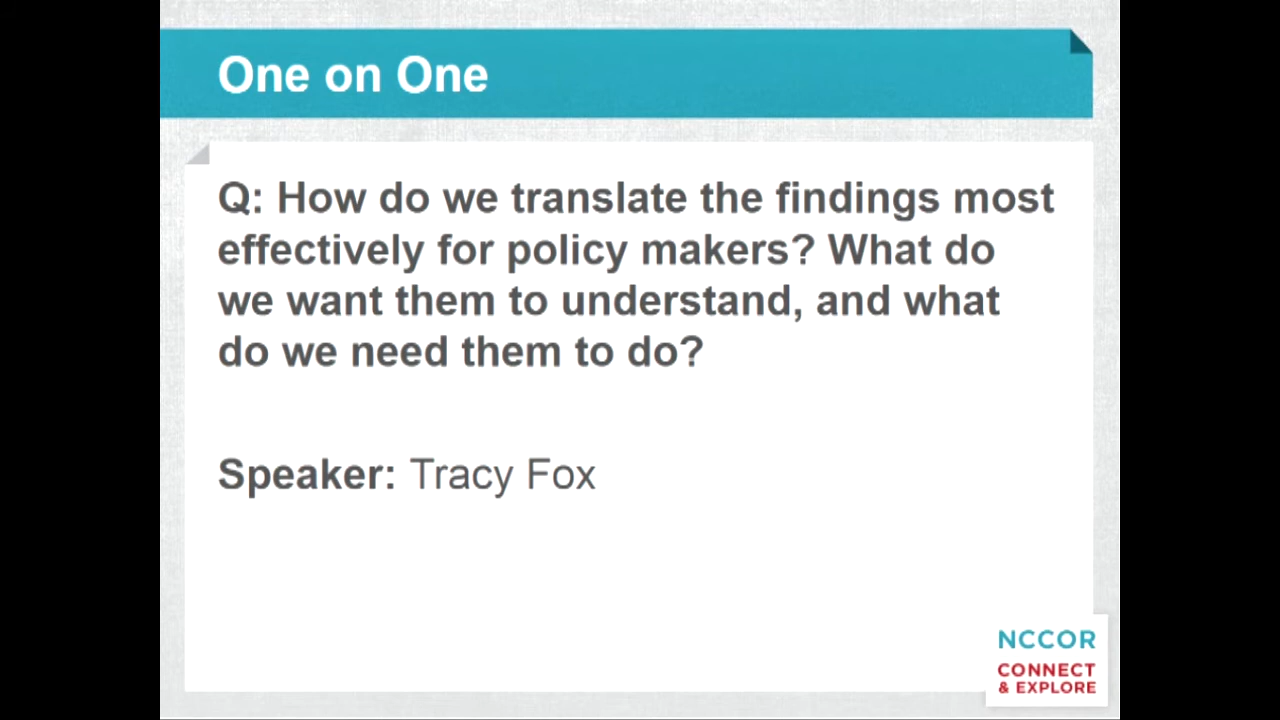 One on One
Q: How do we translate the findings most
effectively for policy makers? What do
we want them to understand, and what
do we need them to do?
Speaker: Tracy Fox
NCCOR
CONNECT
& EXPLORE